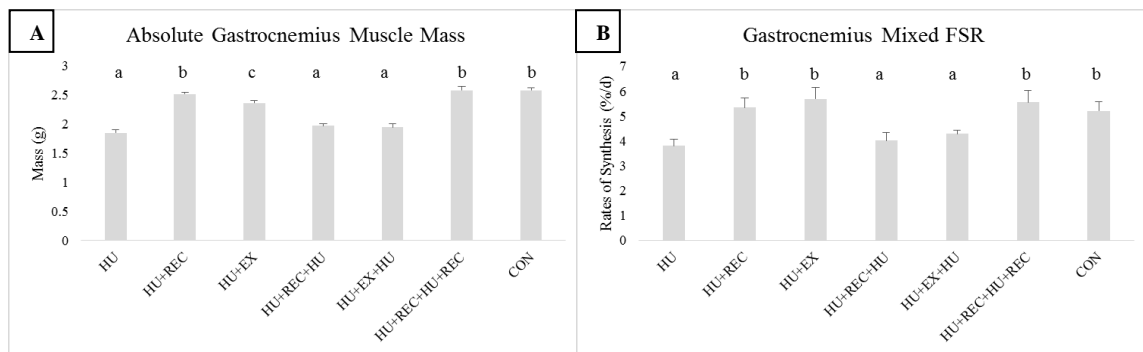 A
Absolute Gastrocnemius Muscle Mass
3
2.5
2
1.5
1
0.5
0
Mass (g)
a b c a a b b
HU HU+REC HU+EX HU+REC+HU HU+EX+HU HU+REC+HU+REC CON
B
Gastrocnemius Mixed FSR
7
6
5
4
3
2
1
0
Rates of Synthesis (%/d)
a b b a a b b
HU HU+REC HU+EX HU+REC+HU HU+EX+HU HU+REC+HU+REC CON